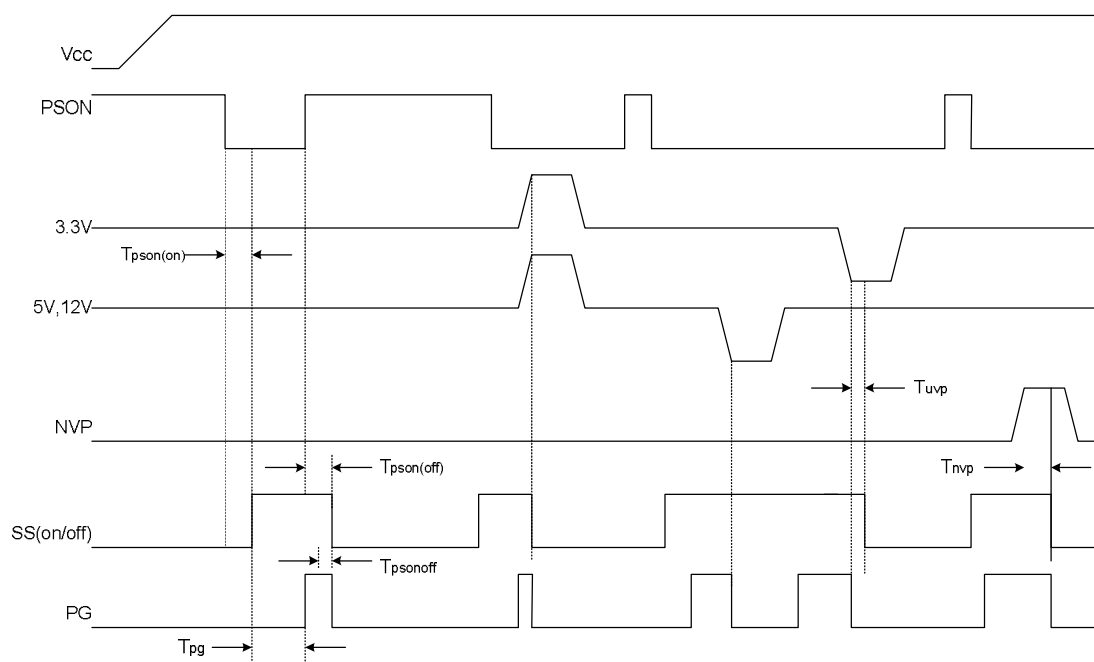 Vcc
PSON
3.3V
Tpson(on)
5V,12V
Tuvp
NVP
Tpson(off)
Tnvp
SS(on/off)
Tpsonoff
PG
Tpg